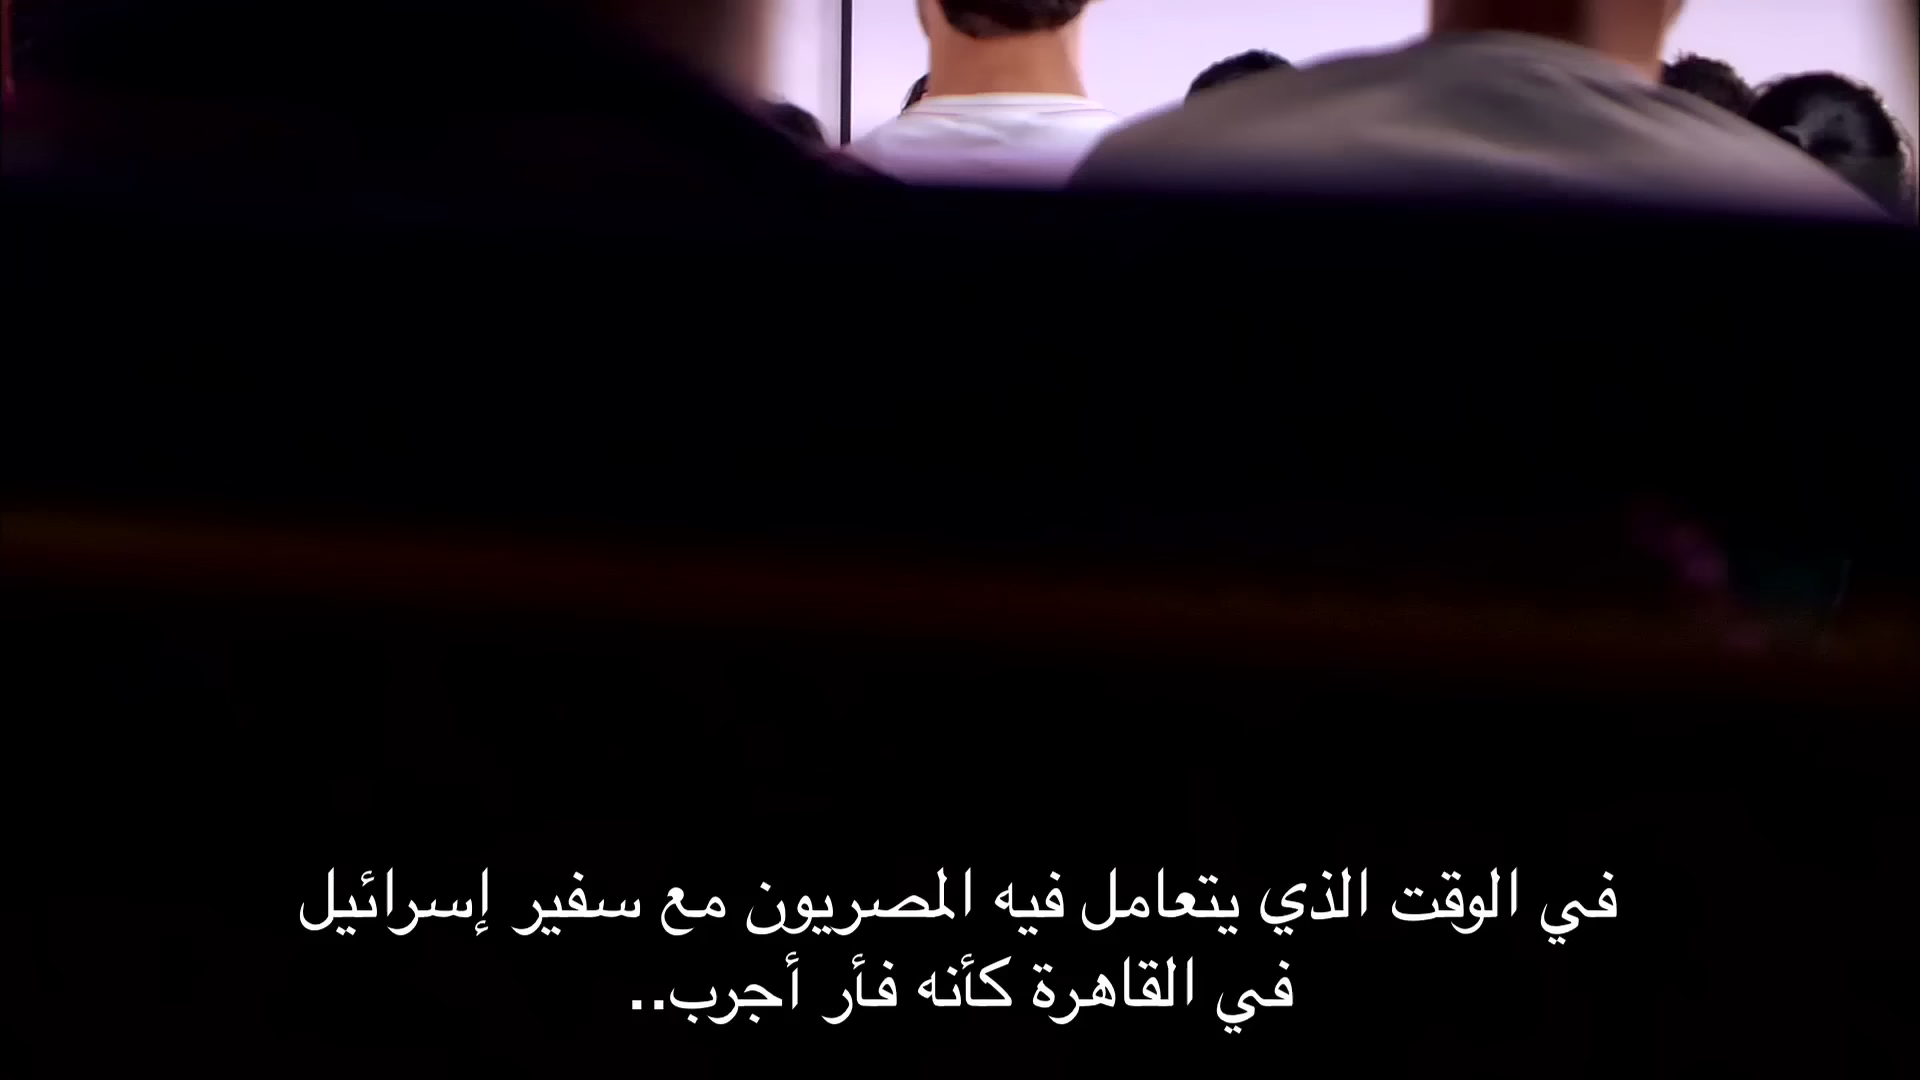 في الوقت الذي يتعامل فيه المصريون مع سفير إسرائيل
في القاهرة كأنه فأر أجرب..